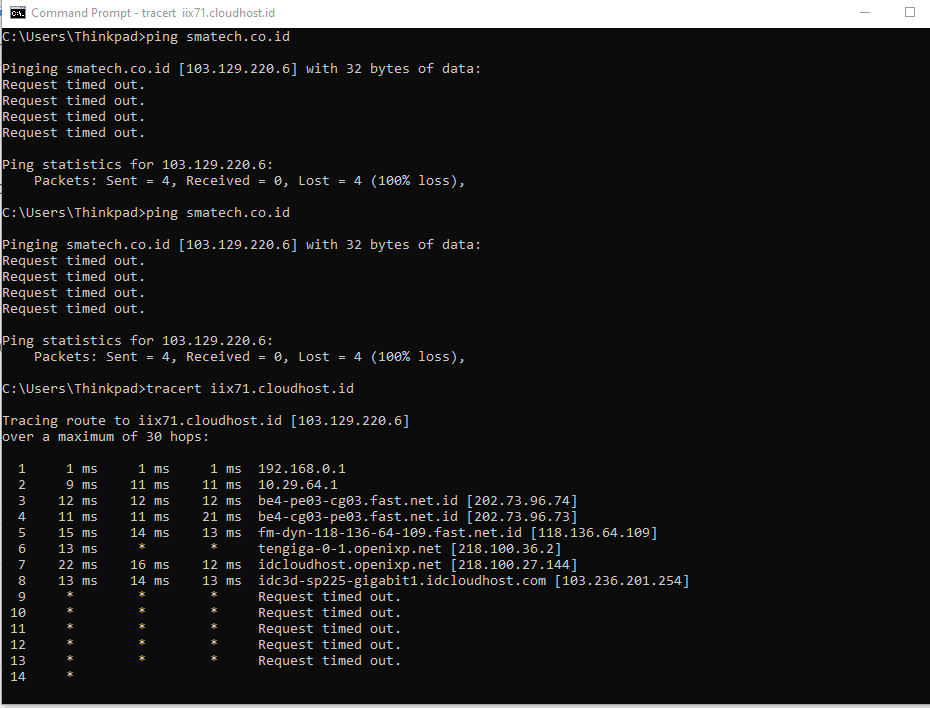 Command Prompt - tracert  iix71.cloudhost.id
C:\Users\Thinkpad>ping smatech.co.id
Pinging smatech.co.id [103.129.220.6] with 32 bytes of data:
Request timed out.
Request timed out.
Request timed out.
Request timed out.
Ping statistics for 103.129.220.6:
    Packets: Sent = 4, Received = 0, Lost = 4 (100% loss),
C:\Users\Thinkpad>ping smatech.co.id
Pinging smatech.co.id [103.129.220.6] with 32 bytes of data:
Request timed out.
Request timed out.
Request timed out.
Request timed out.
Ping statistics for 103.129.220.6:
    Packets: Sent = 4, Received = 0, Lost = 4 (100% loss),
C:\Users\Thinkpad>tracert iix71.cloudhost.id
Tracing route to iix71.cloudhost.id [103.129.220.6]
over a maximum of 30 hops:
  1     1 ms     1 ms     1 ms  192.168.0.1
  2     9 ms    11 ms    11 ms  10.29.64.1
  3    12 ms    12 ms    12 ms  be4-pe03-cg03.fast.net.id [202.73.96.74]
  4    11 ms    11 ms    21 ms  be4-cg03-pe03.fast.net.id [202.73.96.73]
  5    15 ms    14 ms    13 ms  fm-dyn-118-136-64-109.fast.net.id [118.136.64.109]
  6    13 ms     *        *     tengiga-0-1.openixp.net [218.100.36.2]
  7    22 ms    16 ms    12 ms  idcloudhost.openixp.net [218.100.27.144]
  8    13 ms    14 ms    13 ms  idc3d-sp225-gigabit1.idcloudhost.com [103.236.201.254]
  9     *        *        *     Request timed out.
 10     *        *        *     Request timed out.
 11     *        *        *     Request timed out.
 12     *        *        *     Request timed out.
 13     *        *        *     Request timed out.
 14     *